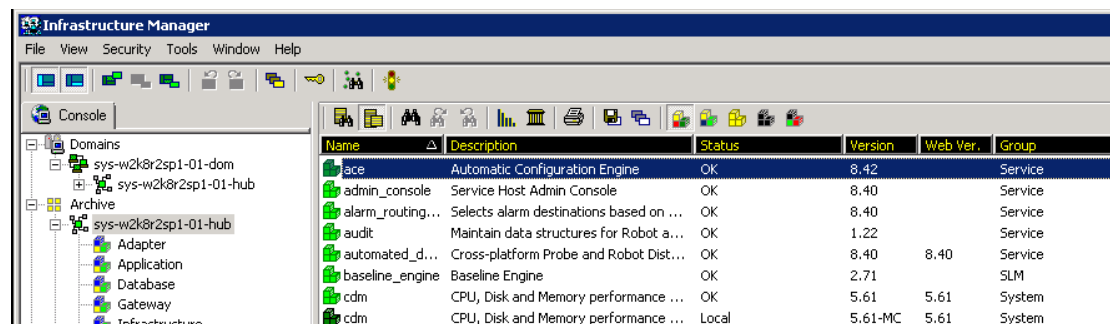 Infrastructure Manager
File View Security Tools Window Help
Console
Domains
sys-w2k8r2sp1-01-dom
sys-w2k8r2sp1-01-hub
Archive
sys-w2k8r2sp1-01-hub
Adapter
Application
Database
Gateway
Infrastructure
Name Description Status Version Web Ver. Group
ace Automatic Configuration Engine OK 8.42 Service
admin_console Service Host Admin Console OK 8.40 Service
alarm_routing... Selects alarm destinations based on ... OK 8.40 Service
audit Maintain data structures for Robot a... OK 1.22 Service
automated_d... Cross-platform Probe and Robot Dist... OK 8.40 8.40 Service
baseline_engine Baseline Engine OK 2.71 SLM
cdm CPU, Disk and Memory performance ... OK 5.61 5.61 System
cdm CPU, Disk and Memory performance ... Local 5.61-MC 5.61 System